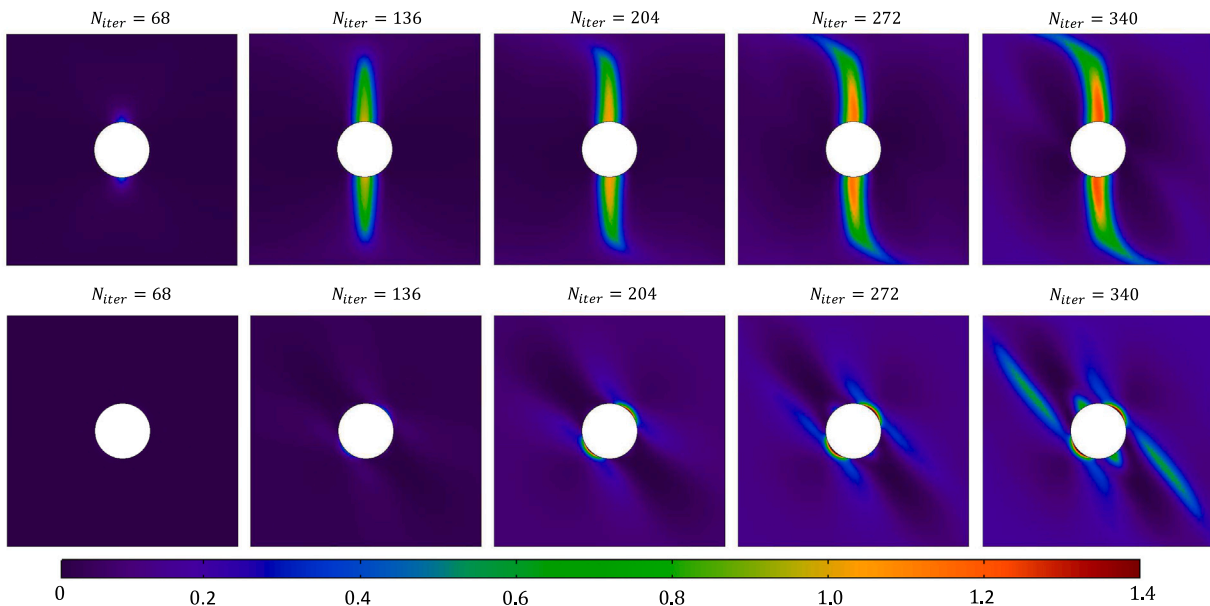 N_iter = 68 N_iter = 136 N_iter = 204 N_iter = 272 N_iter = 340
N_iter = 68 N_iter = 136 N_iter = 204 N_iter = 272 N_iter = 340
0 0.2 0.4 0.6 0.8 1.0 1.2 1.4